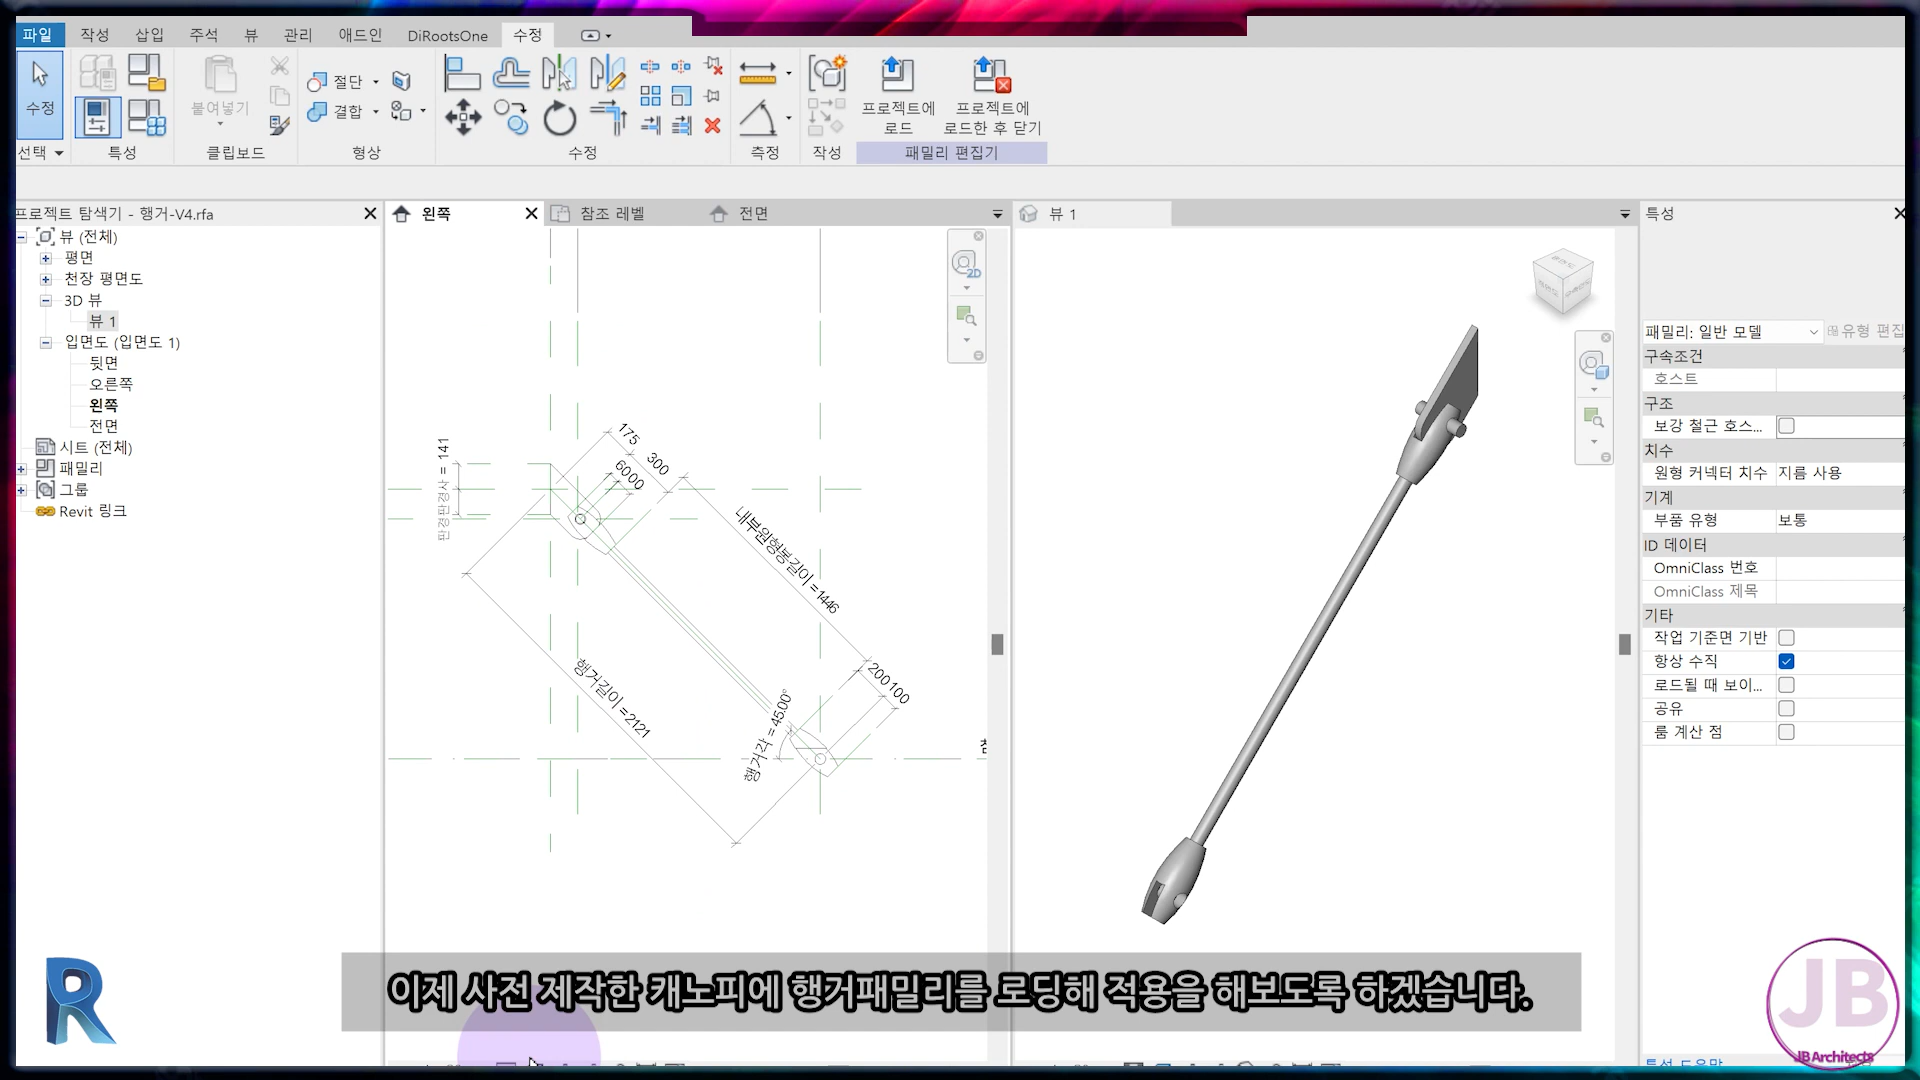 파일 작성 삽입 주석 뷰 관리 애드인 DiRootsOne 수정
수정
붙여넣기
절단
결합
프로젝트에
로드
프로젝트에
로드한 후 닫기
선택 특성 클립보드 형상 수정 측정 작성 패밀리 편집기
프로젝트 탐색기 - 행거-V4.rfa
뷰 (전체)
평면
천장 평면도
3D 뷰
뷰 1
입면도 (입면도 1)
뒷면
오른쪽
왼쪽
전면
시트 (전체)
패밀리
그룹
Revit 링크
왼쪽 참조 레벨 전면
2D
175
300
6000
판경판경사 = 141
내부원형봉길이 =1446
행거길이 =2121
행거각 = 45.00°
200
100
뷰 1
특성
패밀리: 일반 모델 유형 편집
구속조건
호스트
구조
보강 철근 호스...
치수
원형 커넥터 치수 지름 사용
기계
부품 유형 보통
ID 데이터
OmniClass 번호
OmniClass 제목
기타
작업 기준면 기반
항상 수직
로드될 때 보이...
공유
룸 계산 점
이제 사전 제작한 캐노피에 행거패밀리를 로딩해 적용을 해보도록 하겠습니다.
R
JB
JB Architects